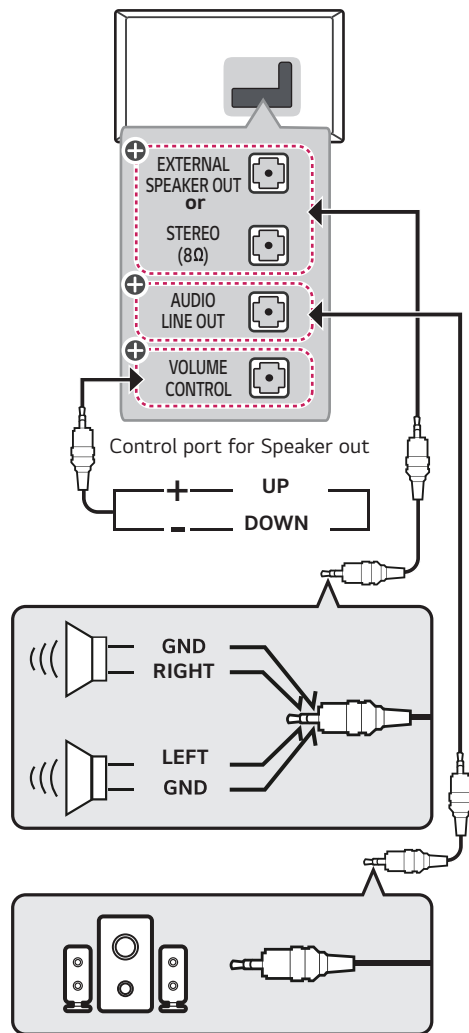 EXTERNAL
SPEAKER OUT
or
STEREO
(8Ω)
AUDIO
LINE OUT
VOLUME
CONTROL
Control port for Speaker out
+ UP
- DOWN
GND
RIGHT
LEFT
GND